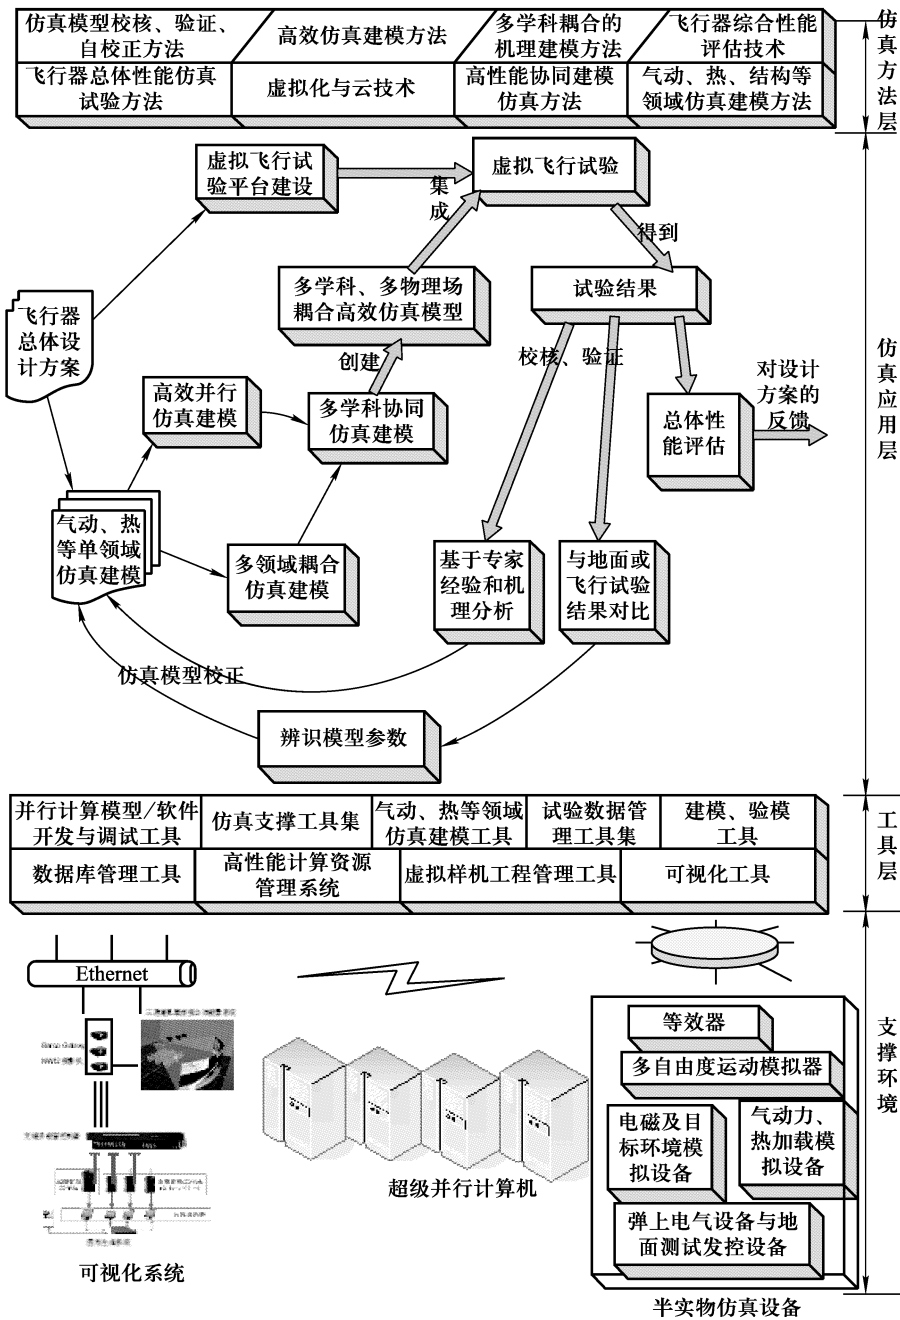 仿真模型校核、验证、
自校正方法
高效仿真建模方法
多学科耦合的
机理建模方法
飞行器综合性能
评估技术
飞行器总体性能仿真
试验方法
虚拟化与云技术
高性能协同建模
仿真方法
气动、热、结构等
领域仿真建模方法
仿真方法层
虚拟飞行试
验平台建设
集成
虚拟飞行试验
得到
多学科、多物理场
耦合高效仿真模型
试验结果
飞行器
总体设
计方案
创建
校核、验证
对设计
方案的
反馈
高效并行
仿真建模
多学科协同
仿真建模
总体性
能评估
仿真应用层
气动、热
等单领域
仿真建模
多领域耦合
仿真建模
基于专家
经验和机
理分析
与地面或
飞行试验
结果对比
仿真模型校正
辨识模型参数
并行计算模型/软件
开发与调试工具
仿真支撑工具集
气动、热等领域
仿真建模工具
试验数据管
理工具集
建模、验模
工具
数据库管理工具
高性能计算资源
管理系统
虚拟样机工程管理工具
可视化工具
工具层
Ethernet
可视化系统
超级并行计算机
等效器
多自由度运动模拟器
电磁及目
标环境模
拟设备
气动力、
热加载模
拟设备
弹上电气设备与地
面测试发控设备
半实物仿真设备
支撑环境